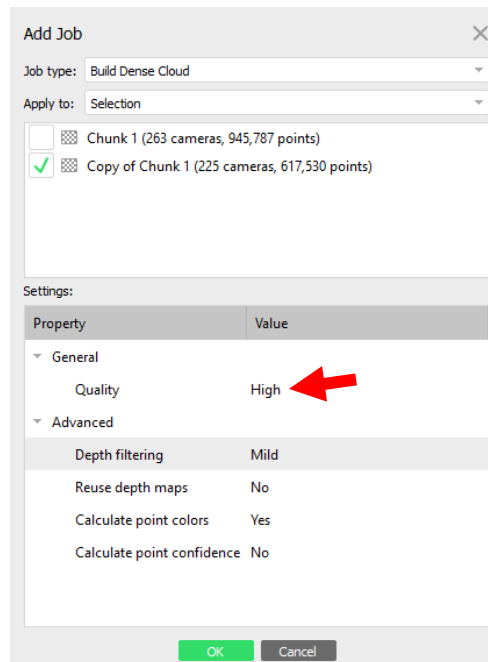 Add Job
Job type: Build Dense Cloud
Apply to: Selection
Chunk 1 (263 cameras, 945,787 points)
Copy of Chunk 1 (225 cameras, 617,530 points)
Settings:
Property Value
General
Quality High
Advanced
Depth filtering Mild
Reuse depth maps No
Calculate point colors Yes
Calculate point confidence No
OK Cancel